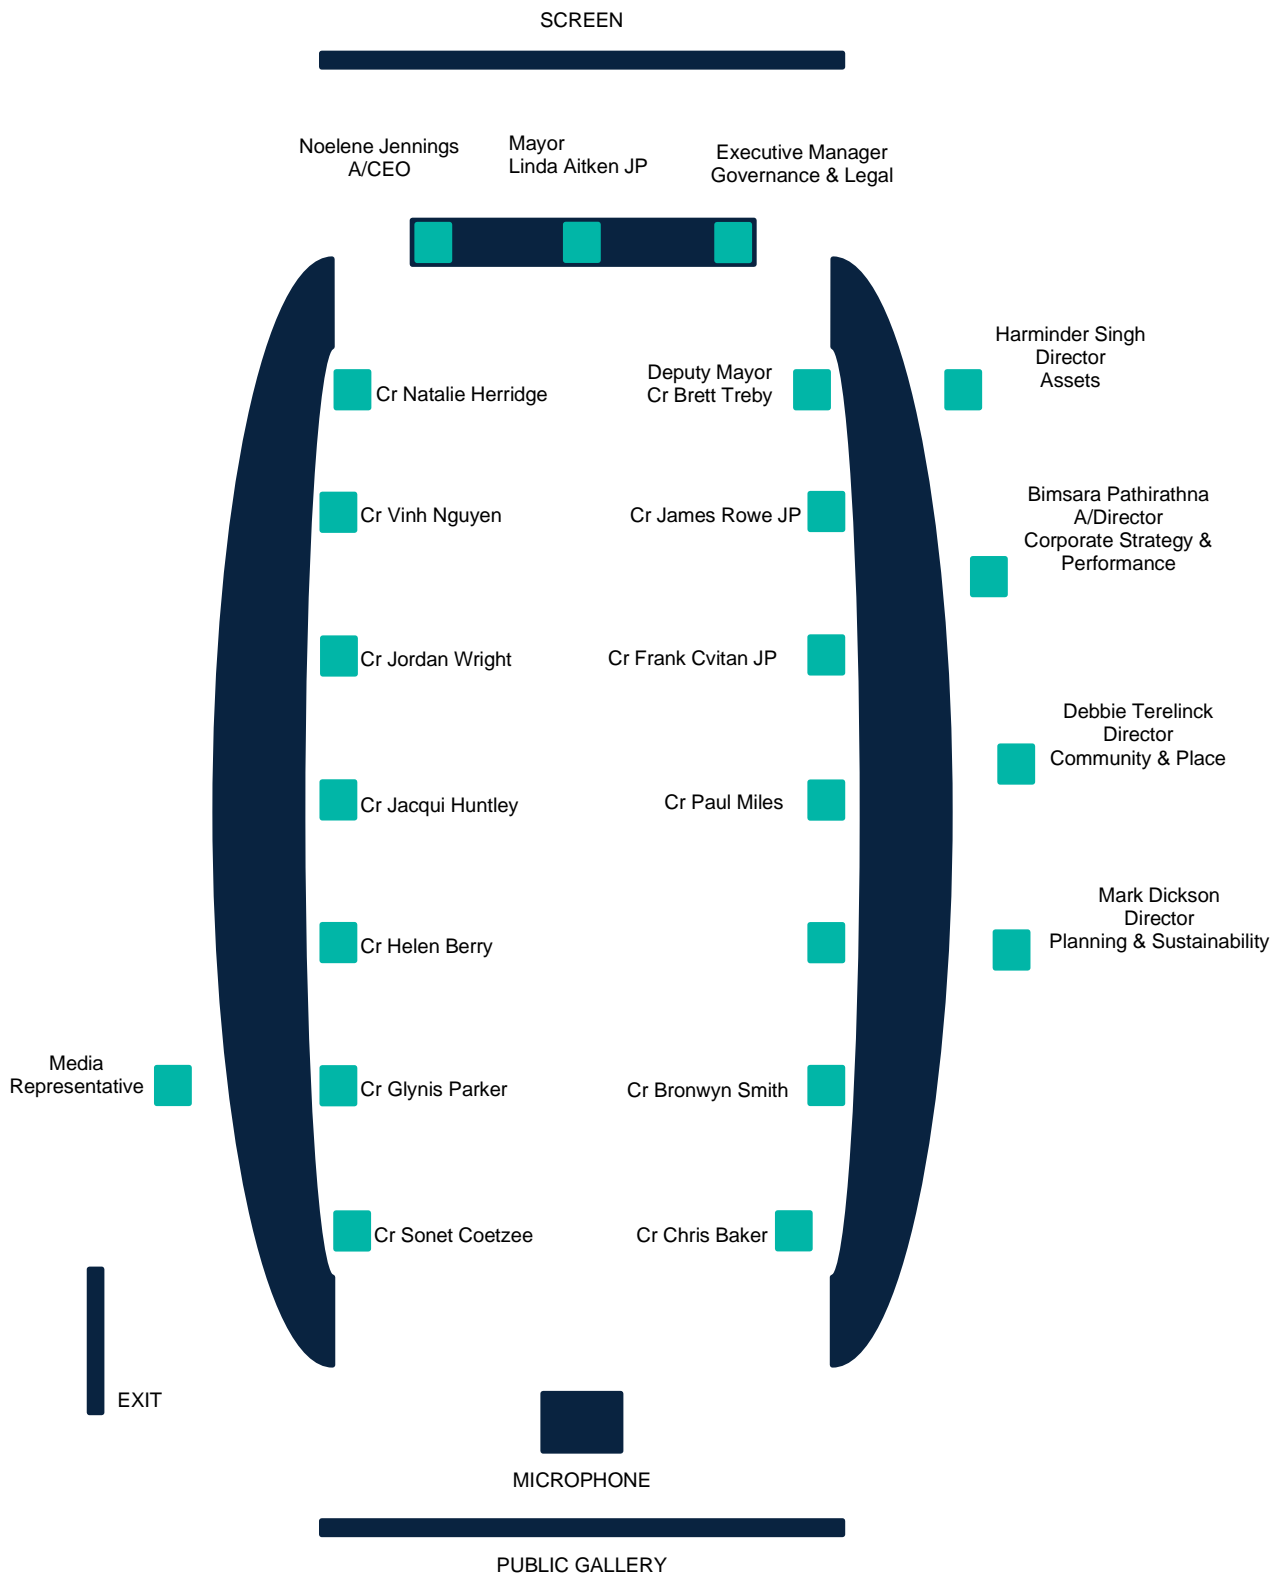 SCREEN
Noelene Jennings
A/CEO
Mayor
Linda Aitken JP
Executive Manager
Governance & Legal
Harminder Singh
Director
Assets
Cr Natalie Herridge
Deputy Mayor
Cr Brett Treby
Bimsara Pathirathna
A/Director
Corporate Strategy &
Performance
Cr Vinh Nguyen
Cr James Rowe JP
Cr Jordan Wright
Cr Frank Cvitan JP
Debbie Terelinck
Director
Community & Place
Cr Jacqui Huntley
Cr Paul Miles
Mark Dickson
Director
Planning & Sustainability
Cr Helen Berry
Media
Representative
Cr Glynis Parker
Cr Bronwyn Smith
Cr Sonet Coetzee
Cr Chris Baker
EXIT
MICROPHONE
PUBLIC GALLERY